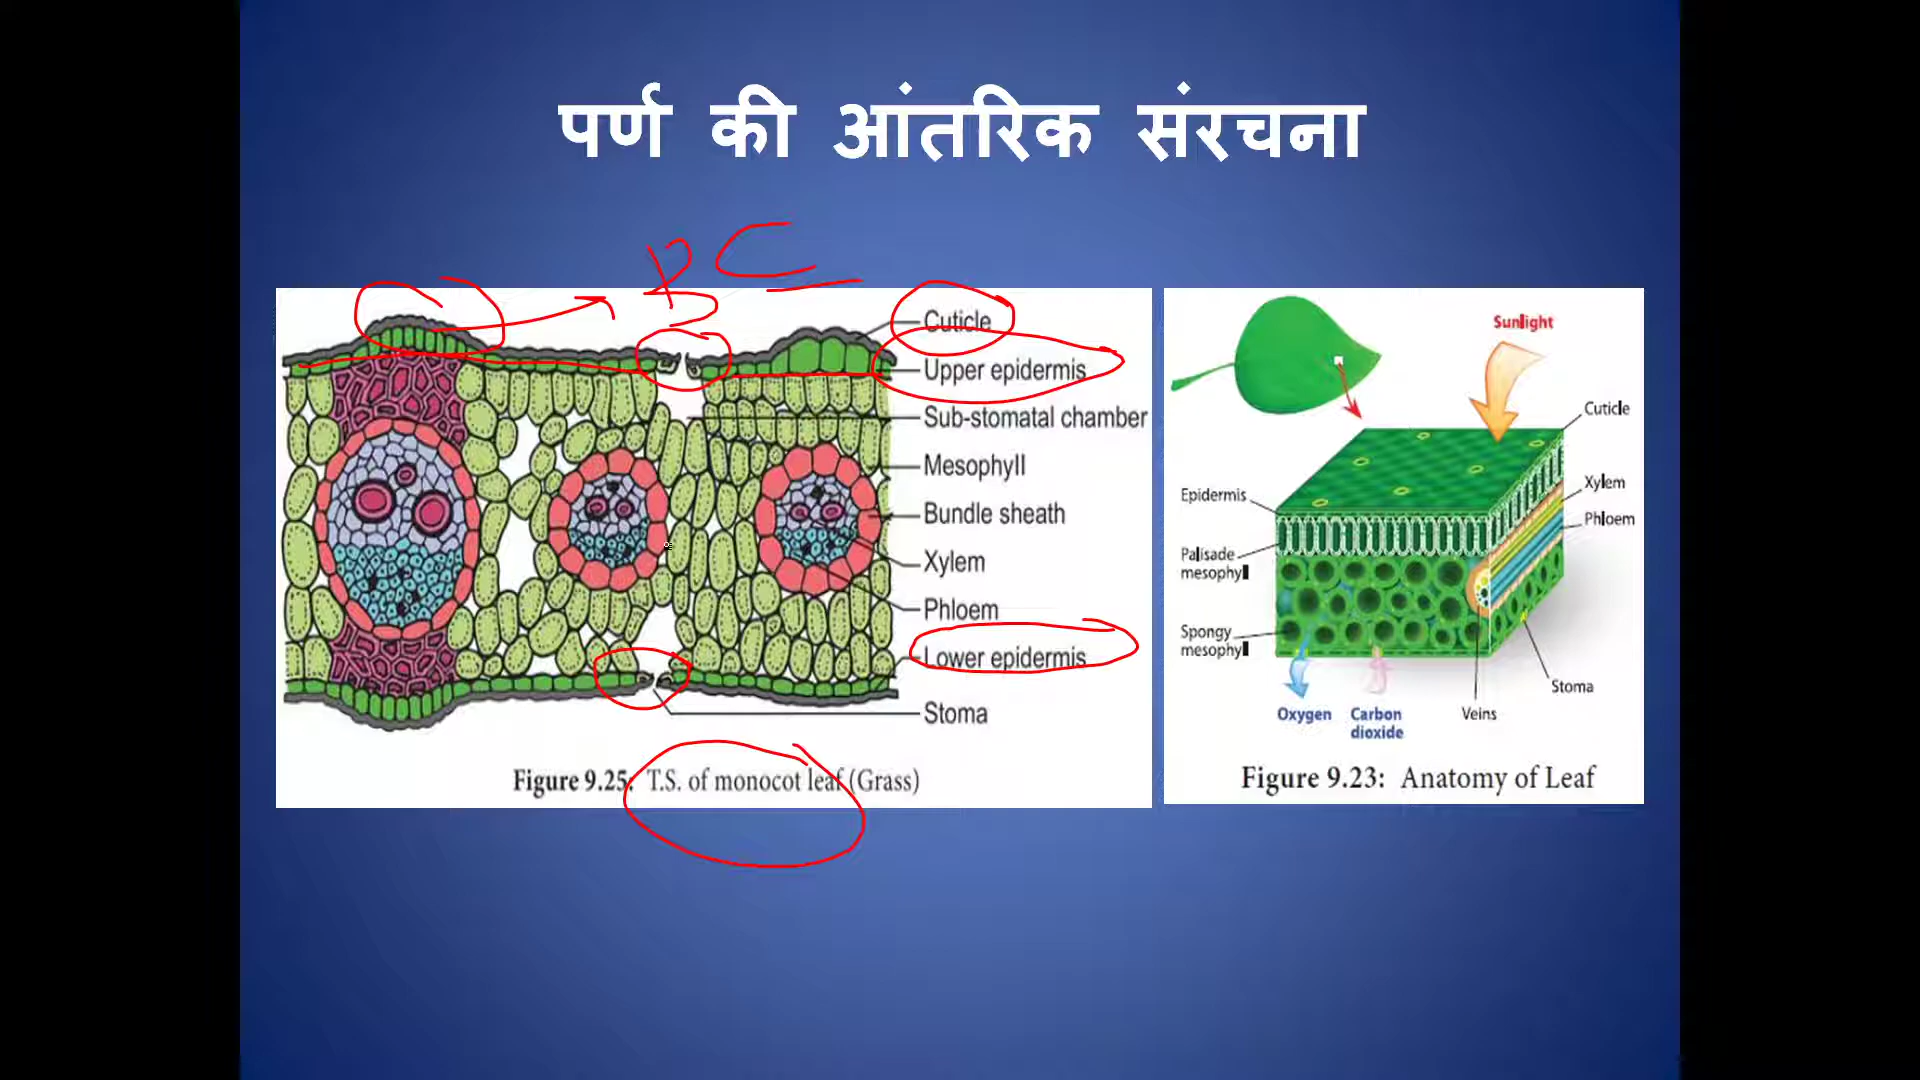 पर्ण की आंतरिक संरचना
BC
Cuticle
Upper epidermis
Sub-stomatal chamber
Mesophyll
Bundle sheath
Xylem
Phloem
Lower epidermis
Stoma
Figure 9.25: T.S. of monocot leaf (Grass)
Sunlight
Cuticle
Xylem
Phloem
Epidermis
Palisade
mesophyll
Spongy
mesophyll
Stoma
Oxygen
Carbon
dioxide
Veins
Figure 9.23: Anatomy of Leaf